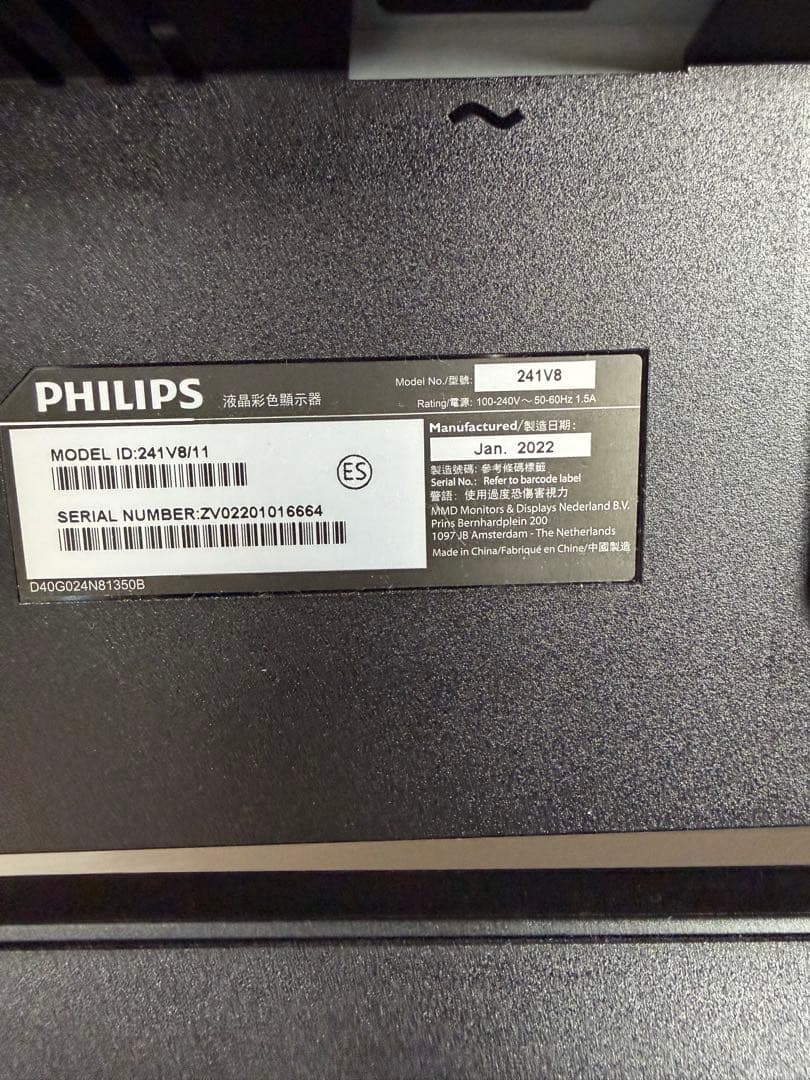 ~
PHILIPS 液晶彩色顯示器
Model No./型號: 241V8
Rating/電源: 100-240V ~ 50-60Hz 1.5A
MODEL ID:241V8/11
ES
SERIAL NUMBER:ZV02201016664
D40G024N81350B
Manufactured/製造日期:
Jan. 2022
製造號碼: 參考條碼標籤
Serial No.: Refer to barcode label
警語: 使用過度恐傷害視力
MMD Monitors & Displays Nederland B.V.
Prins Bernhardplein 200
1097 JB Amsterdam - The Netherlands
Made in China/Fabriqué en Chine/中國製造